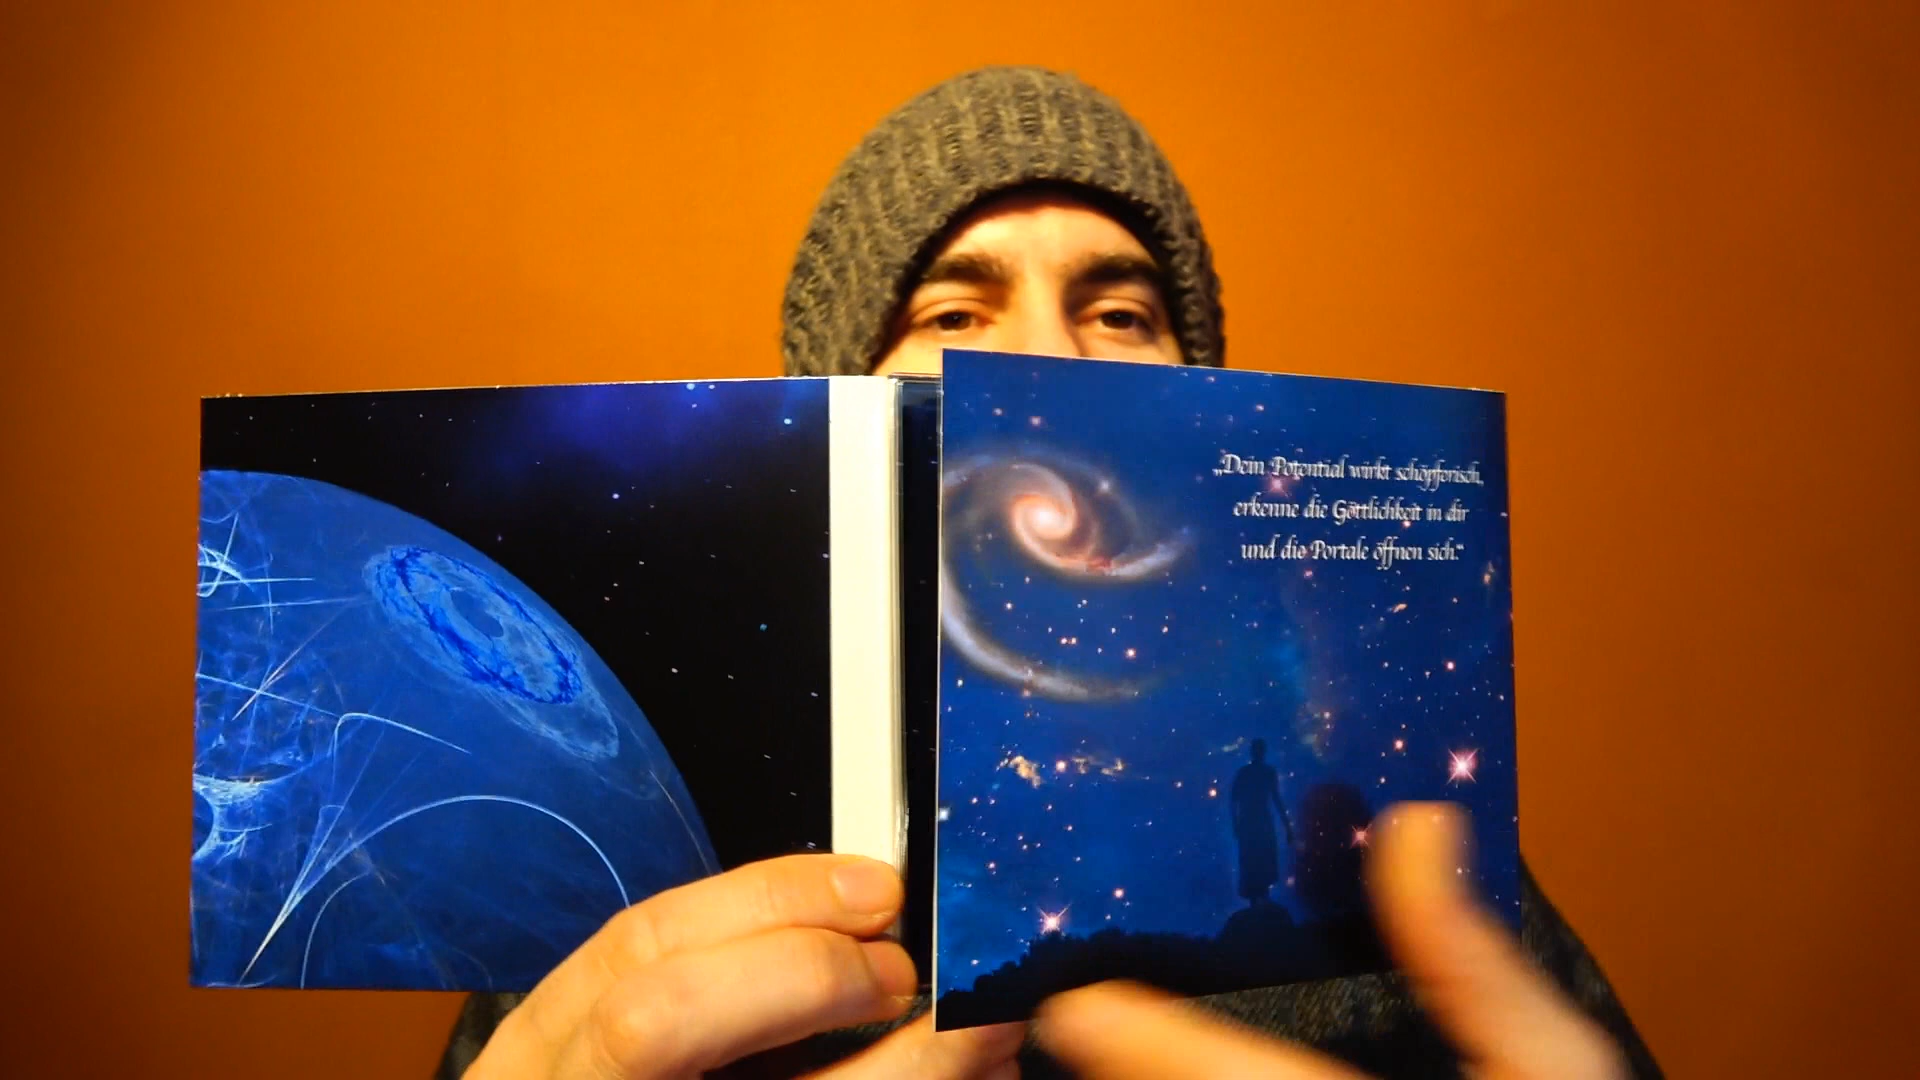 „Dein Potential wirkt schöpferisch,
erkenne die Göttlichkeit in dir
und die Portale öffnen sich.“